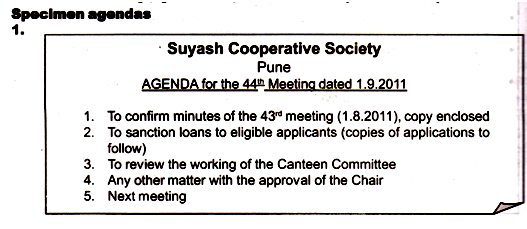 Specimen agendas
1.
Suyash Cooperative Society
Pune
AGENDA for the 44th Meeting dated 1.9.2011
1. To confirm minutes of the 43rd meeting (1.8.2011), copy enclosed
2. To sanction loans to eligible applicants (copies of applications to
follow)
3. To review the working of the Canteen Committee
4. Any other matter with the approval of the Chair
5. Next meeting